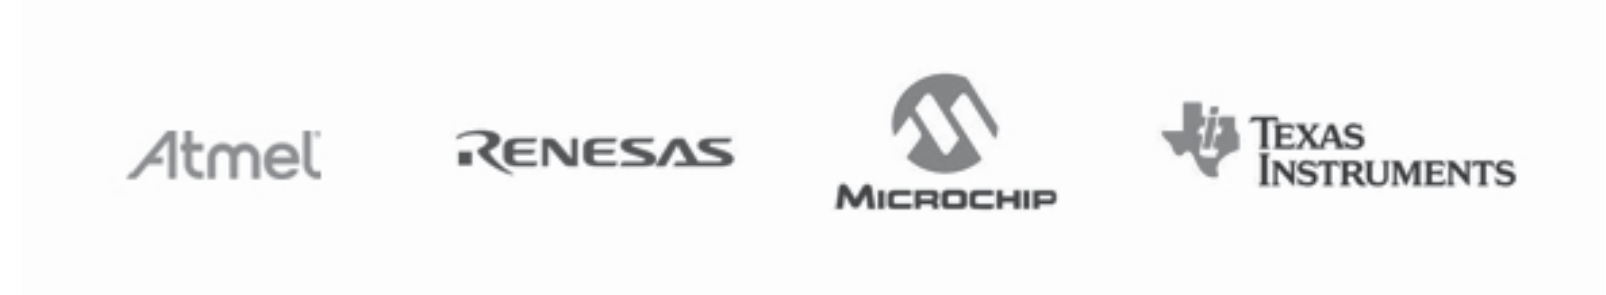 Atmel
RENESAS
MICROCHIP
TEXAS
INSTRUMENTS